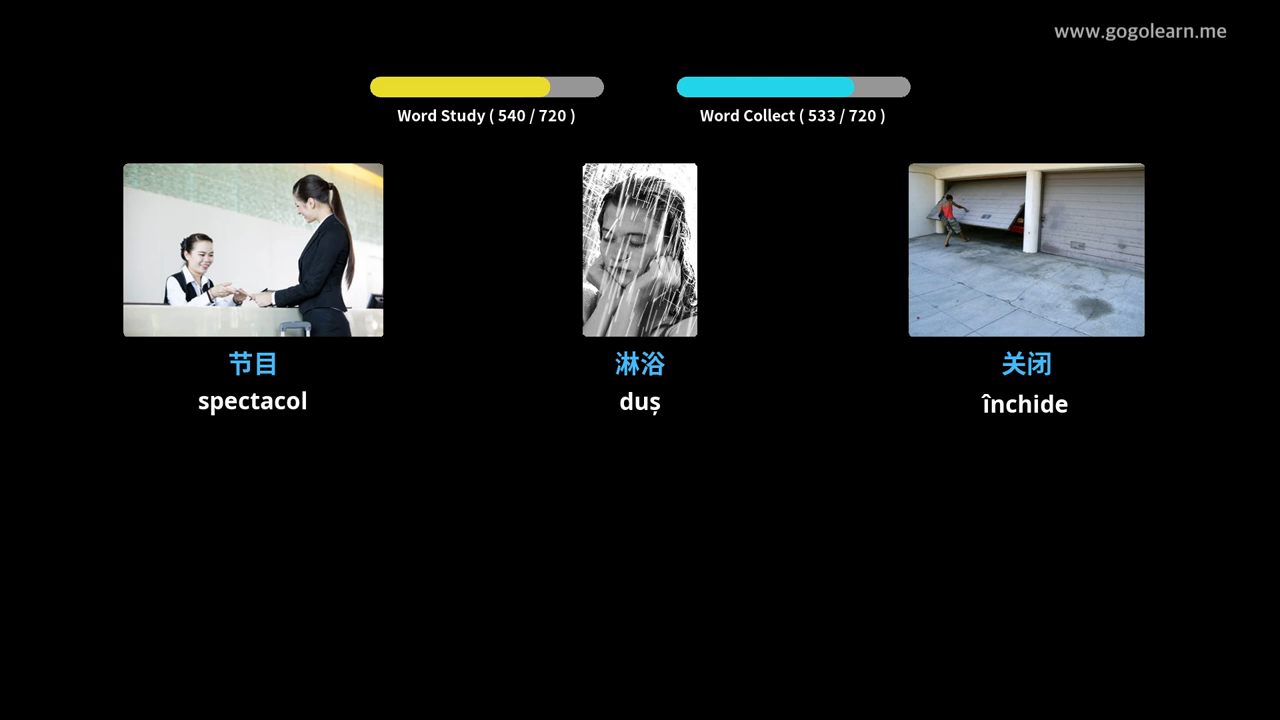 www.gogolearn.me
Word Study ( 540 / 720 )
Word Collect ( 533 / 720 )
节目
淋浴
关闭
spectacol
duș
închide